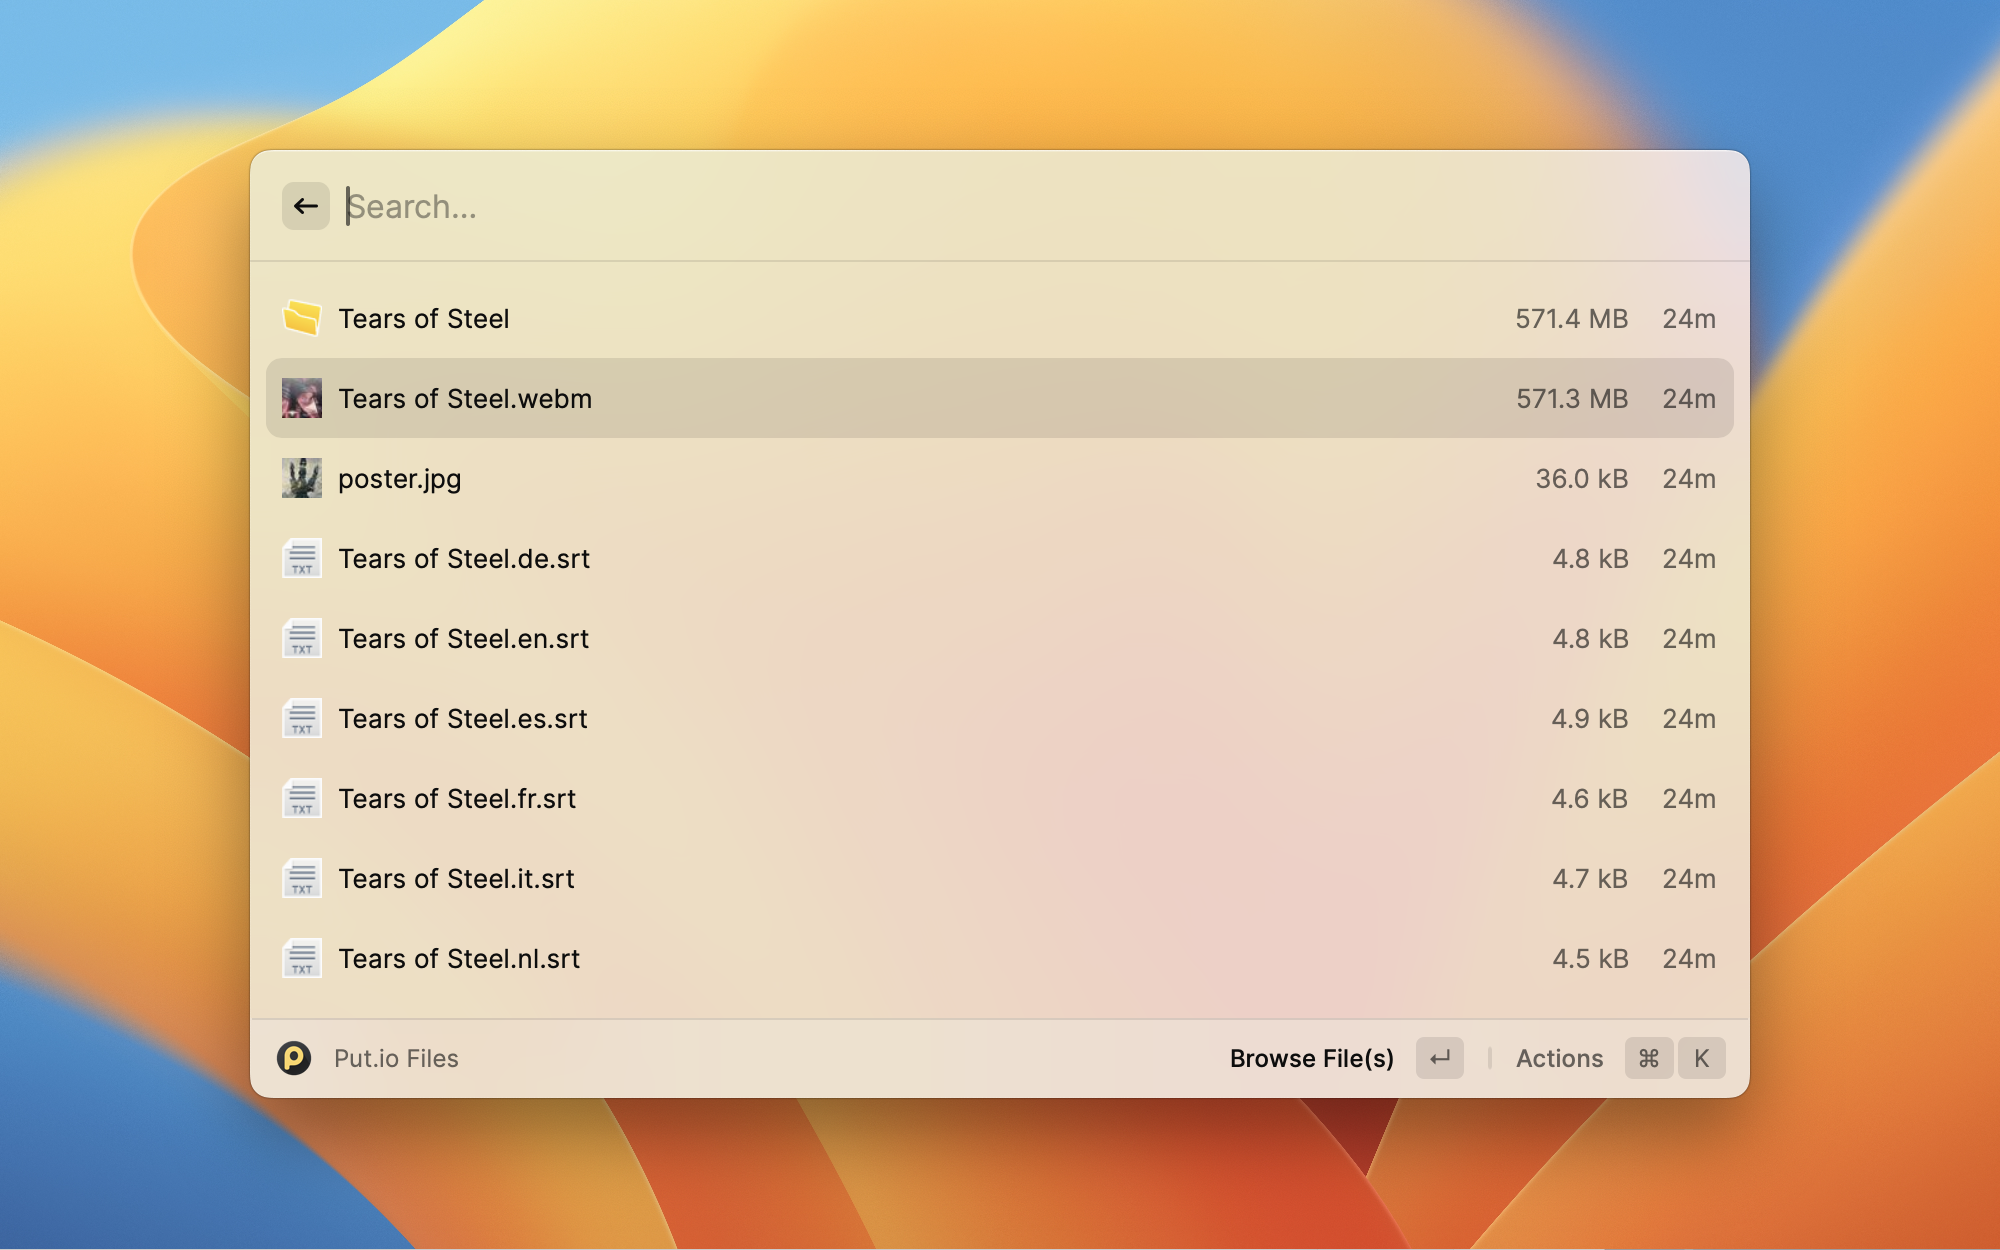 Search...
Tears of Steel 571.4 MB 24m
Tears of Steel.webm 571.3 MB 24m
poster.jpg 36.0 kB 24m
TXT Tears of Steel.de.srt 4.8 kB 24m
TXT Tears of Steel.en.srt 4.8 kB 24m
TXT Tears of Steel.es.srt 4.9 kB 24m
TXT Tears of Steel.fr.srt 4.6 kB 24m
TXT Tears of Steel.it.srt 4.7 kB 24m
TXT Tears of Steel.nl.srt 4.5 kB 24m
Put.io Files Browse File(s) ↵ Actions ⌘ K